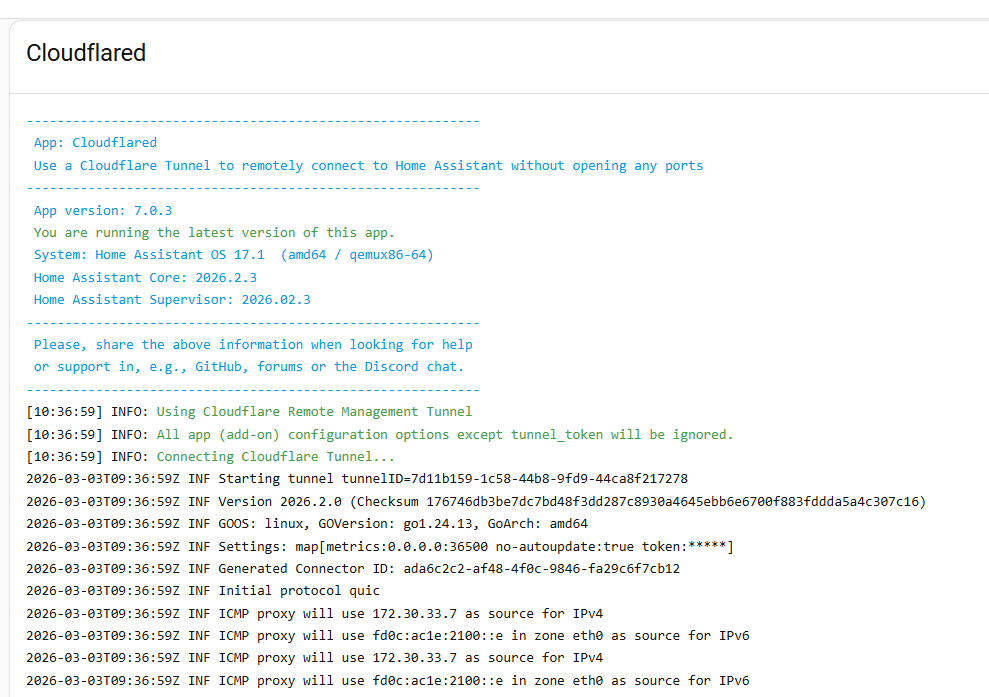 Cloudflared
-----------------------------------------------------------
App: Cloudflared
Use a Cloudflare Tunnel to remotely connect to Home Assistant without opening any ports
-----------------------------------------------------------
App version: 7.0.3
You are running the latest version of this app.
System: Home Assistant OS 17.1  (amd64 / qemux86-64)
Home Assistant Core: 2026.2.3
Home Assistant Supervisor: 2026.02.3
-----------------------------------------------------------
Please, share the above information when looking for help
or support in, e.g., GitHub, forums or the Discord chat.
-----------------------------------------------------------
[10:36:59] INFO: Using Cloudflare Remote Management Tunnel
[10:36:59] INFO: All app (add-on) configuration options except tunnel_token will be ignored.
[10:36:59] INFO: Connecting Cloudflare Tunnel...
2026-03-03T09:36:59Z INF Starting tunnel tunnelID=7d11b159-1c58-44b8-9fd9-44ca8f217278
2026-03-03T09:36:59Z INF Version 2026.2.0 (Checksum 176746db3be7dc7bd48f3dd287c8930a4645ebb6e6700f883fddda5a4c307c16)
2026-03-03T09:36:59Z INF GOOS: linux, GOVersion: go1.24.13, GoArch: amd64
2026-03-03T09:36:59Z INF Settings: map[metrics:0.0.0.0:36500 no-autoupdate:true token:*****]
2026-03-03T09:36:59Z INF Generated Connector ID: ada6c2c2-af48-4f0c-9846-fa29c6f7cb12
2026-03-03T09:36:59Z INF Initial protocol quic
2026-03-03T09:36:59Z INF ICMP proxy will use 172.30.33.7 as source for IPv4
2026-03-03T09:36:59Z INF ICMP proxy will use fd0c:ac1e:2100::e in zone eth0 as source for IPv6
2026-03-03T09:36:59Z INF ICMP proxy will use 172.30.33.7 as source for IPv4
2026-03-03T09:36:59Z INF ICMP proxy will use fd0c:ac1e:2100::e in zone eth0 as source for IPv6